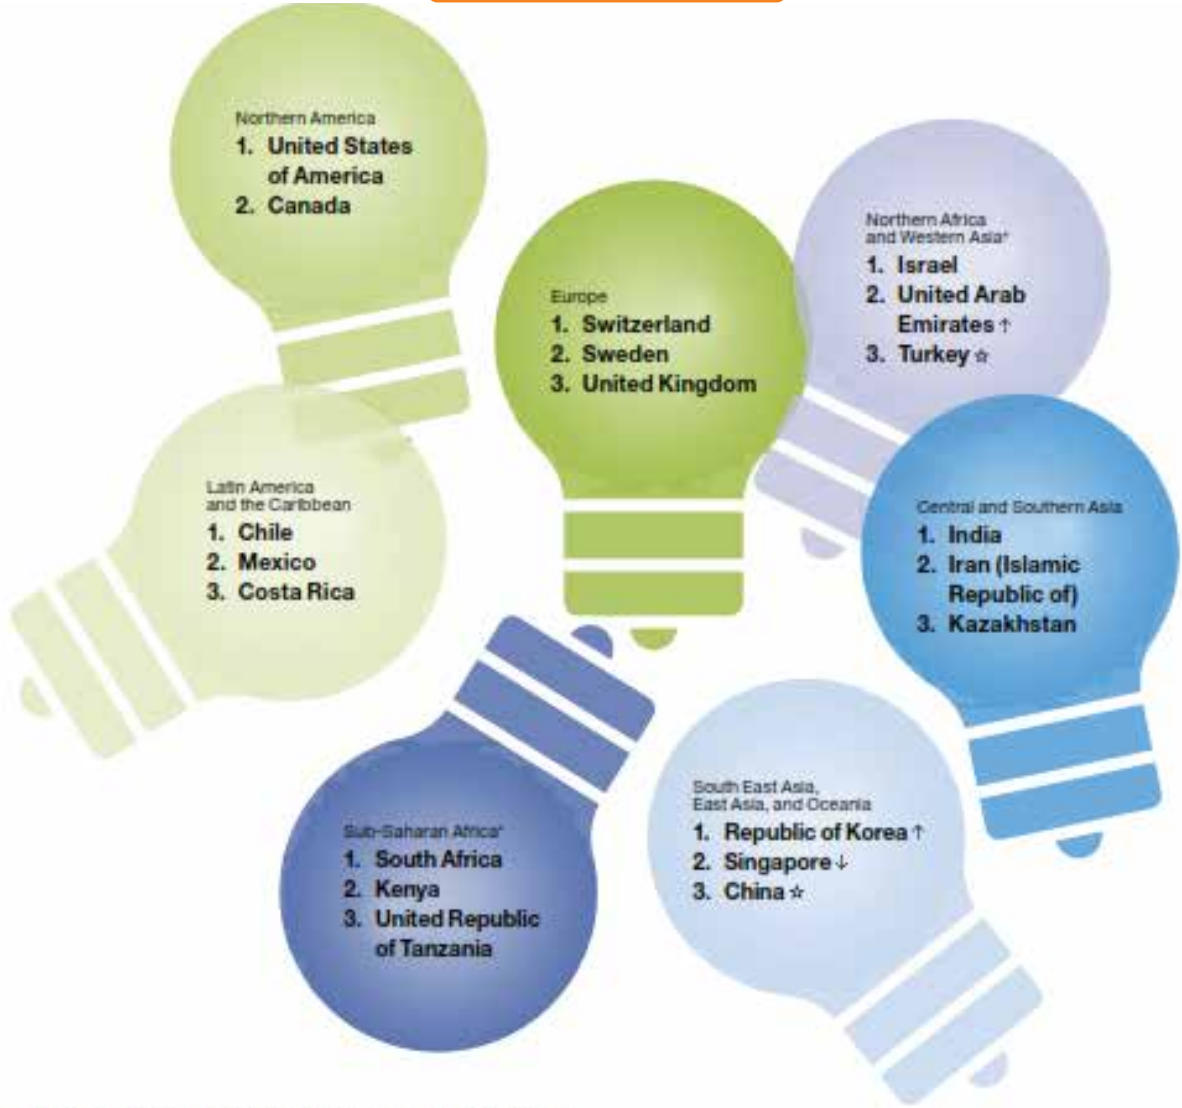 Northern America
1. United States
of America
2. Canada
Europe
1. Switzerland
2. Sweden
3. United Kingdom
Northern Africa
and Western Asia*
1. Israel
2. United Arab
Emirates ↑
3. Turkey ☆
Latin America
and the Caribbean
1. Chile
2. Mexico
3. Costa Rica
Central and Southern Asia
1. India
2. Iran (Islamic
Republic of)
3. Kazakhstan
Sub-Saharan Africa*
1. South Africa
2. Kenya
3. United Republic
of Tanzania
South East Asia,
East Asia, and Oceania
1. Republic of Korea ↑
2. Singapore ↓
3. China ☆